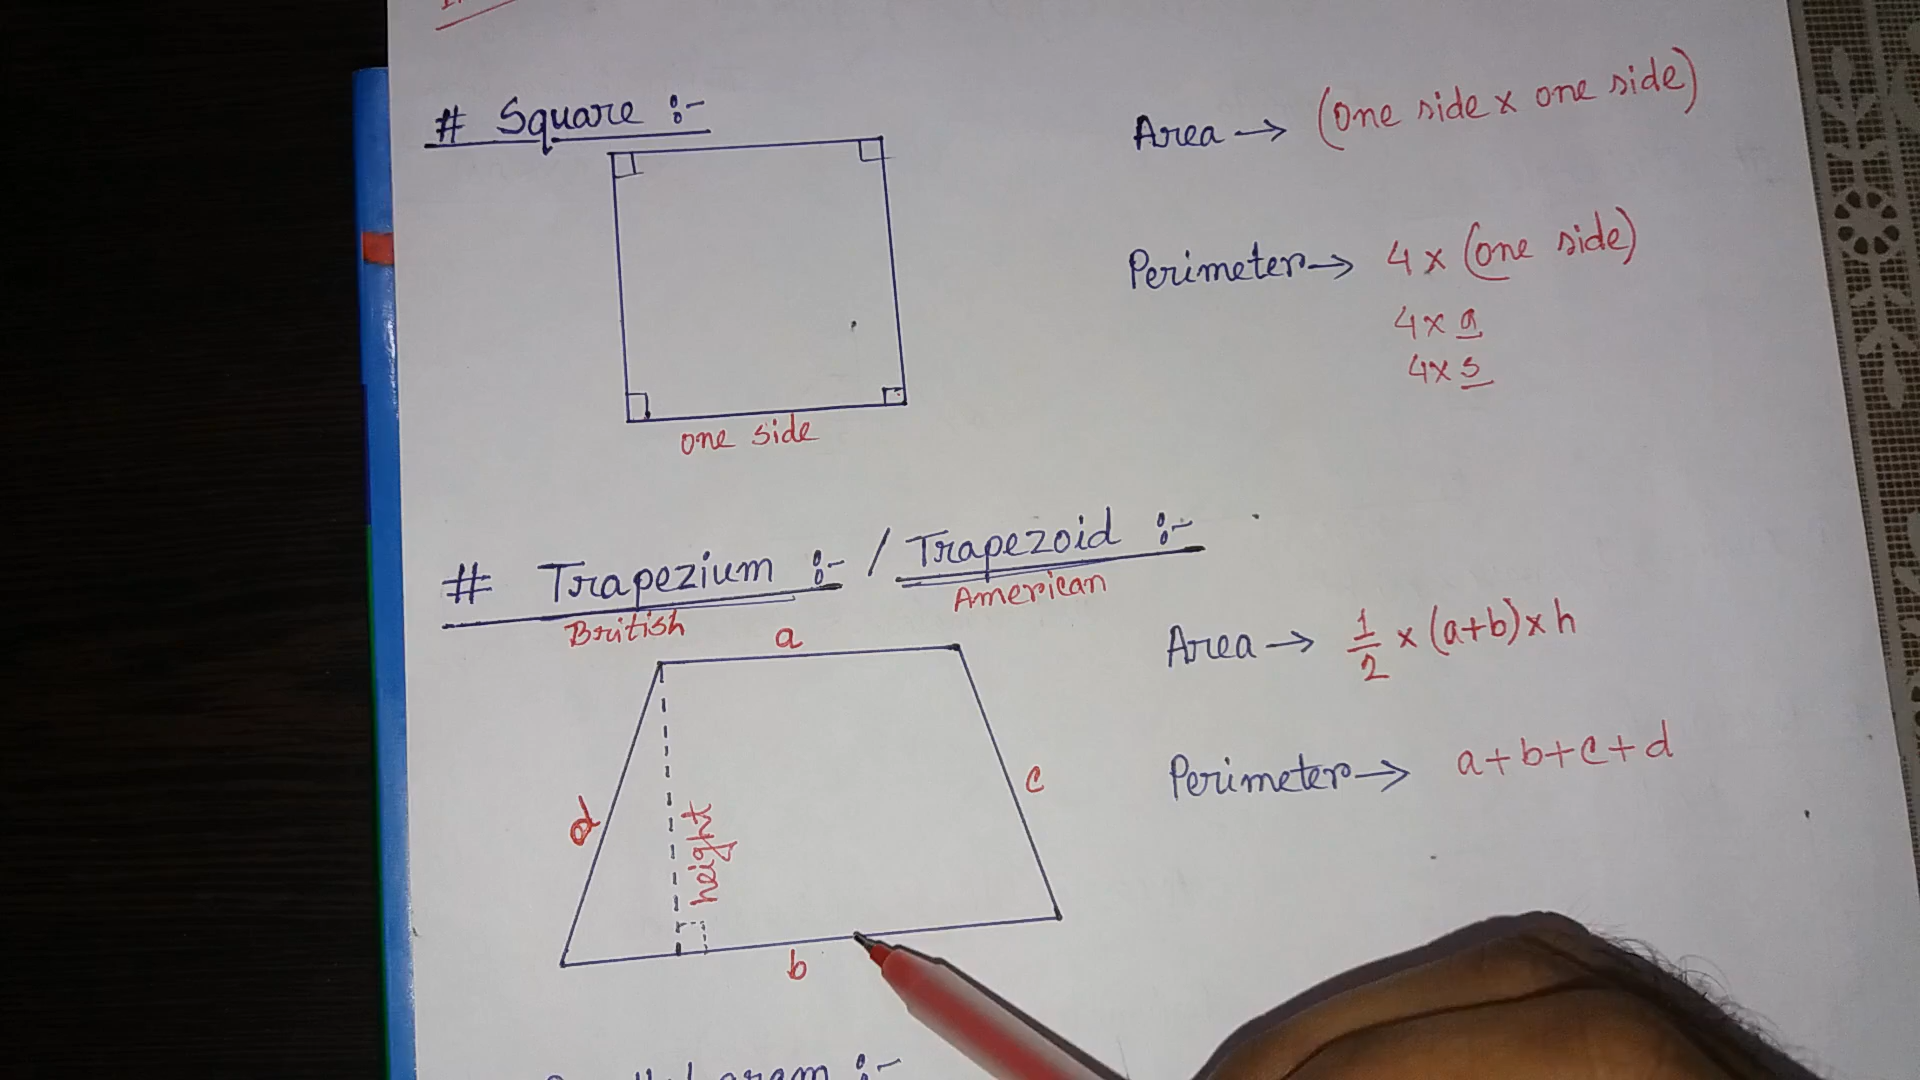 # Square :-
Area → (one side x one side)
Perimeter → 4 x (one side)
4 x a
4 x s
one side
# Trapezium :- / Trapezoid :-
British
American
a
Area → 1/2 x (a+b) x h
d
height
c
Perimeter → a+b+c+d
b